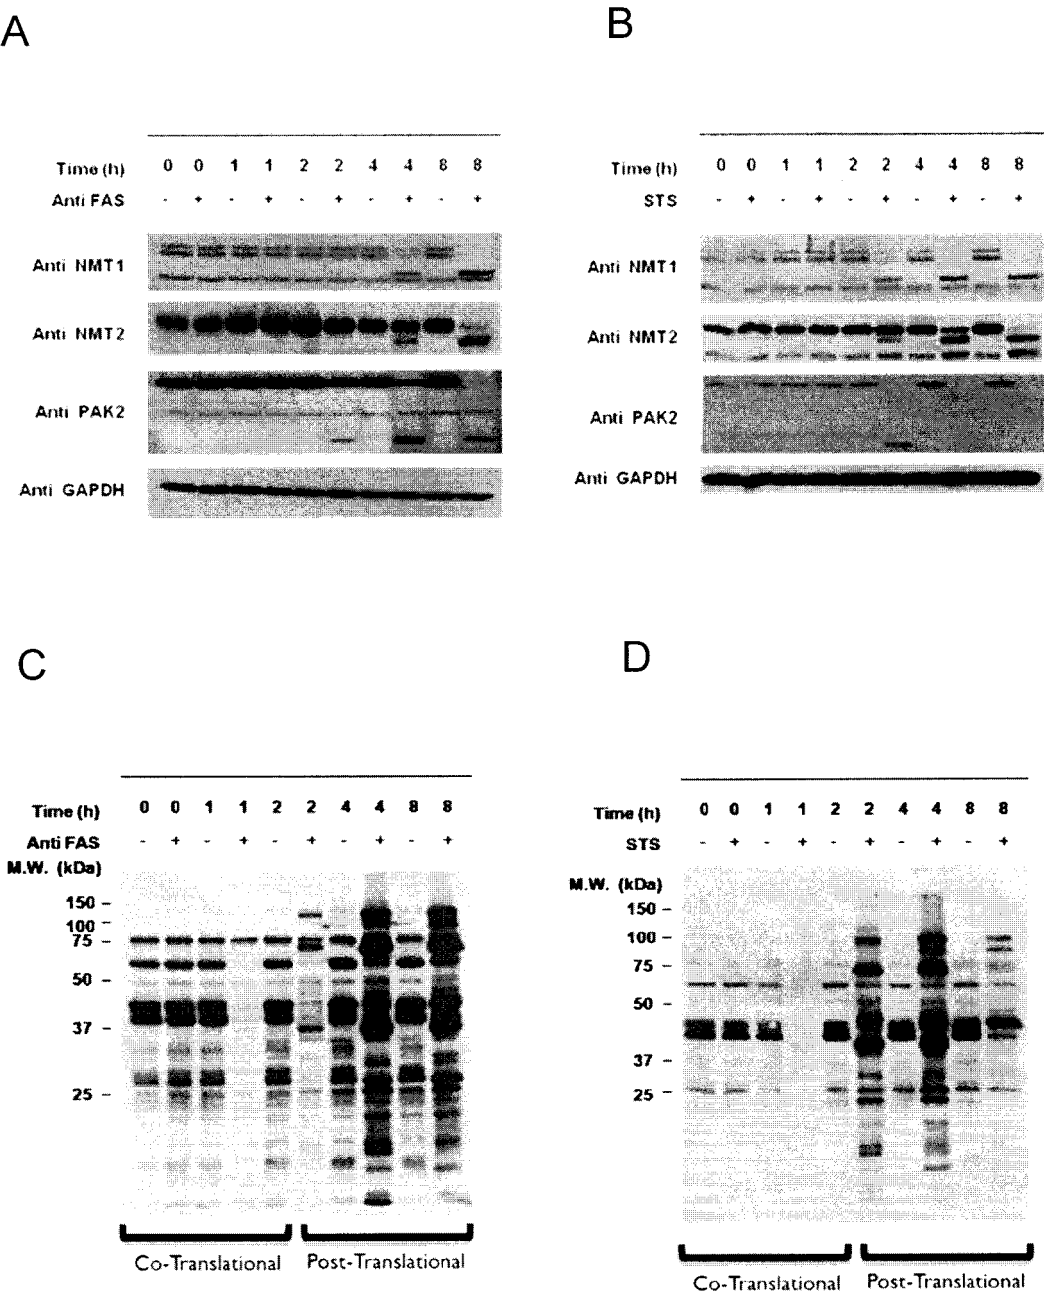 A
Time (h) 0 0 1 1 2 2 4 4 8 8
Anti FAS - + - + - + - + - +
Anti NMT1
Anti NMT2
Anti PAK2
Anti GAPDH
B
Time (h) 0 0 1 1 2 2 4 4 8 8
STS - + - + - + - + - +
Anti NMT1
Anti NMT2
Anti PAK2
Anti GAPDH
C
Time (h) 0 0 1 1 2 2 4 4 8 8
Anti FAS - + - + - + - + - +
M.W. (kDa)
150 –
100 –
75 –
50 –
37 –
25 –
Co-Translational Post-Translational
D
Time (h) 0 0 1 1 2 2 4 4 8 8
STS - + - + - + - + - +
M.W. (kDa)
150 –
100 –
75 –
50 –
37 –
25 –
Co-Translational Post-Translational